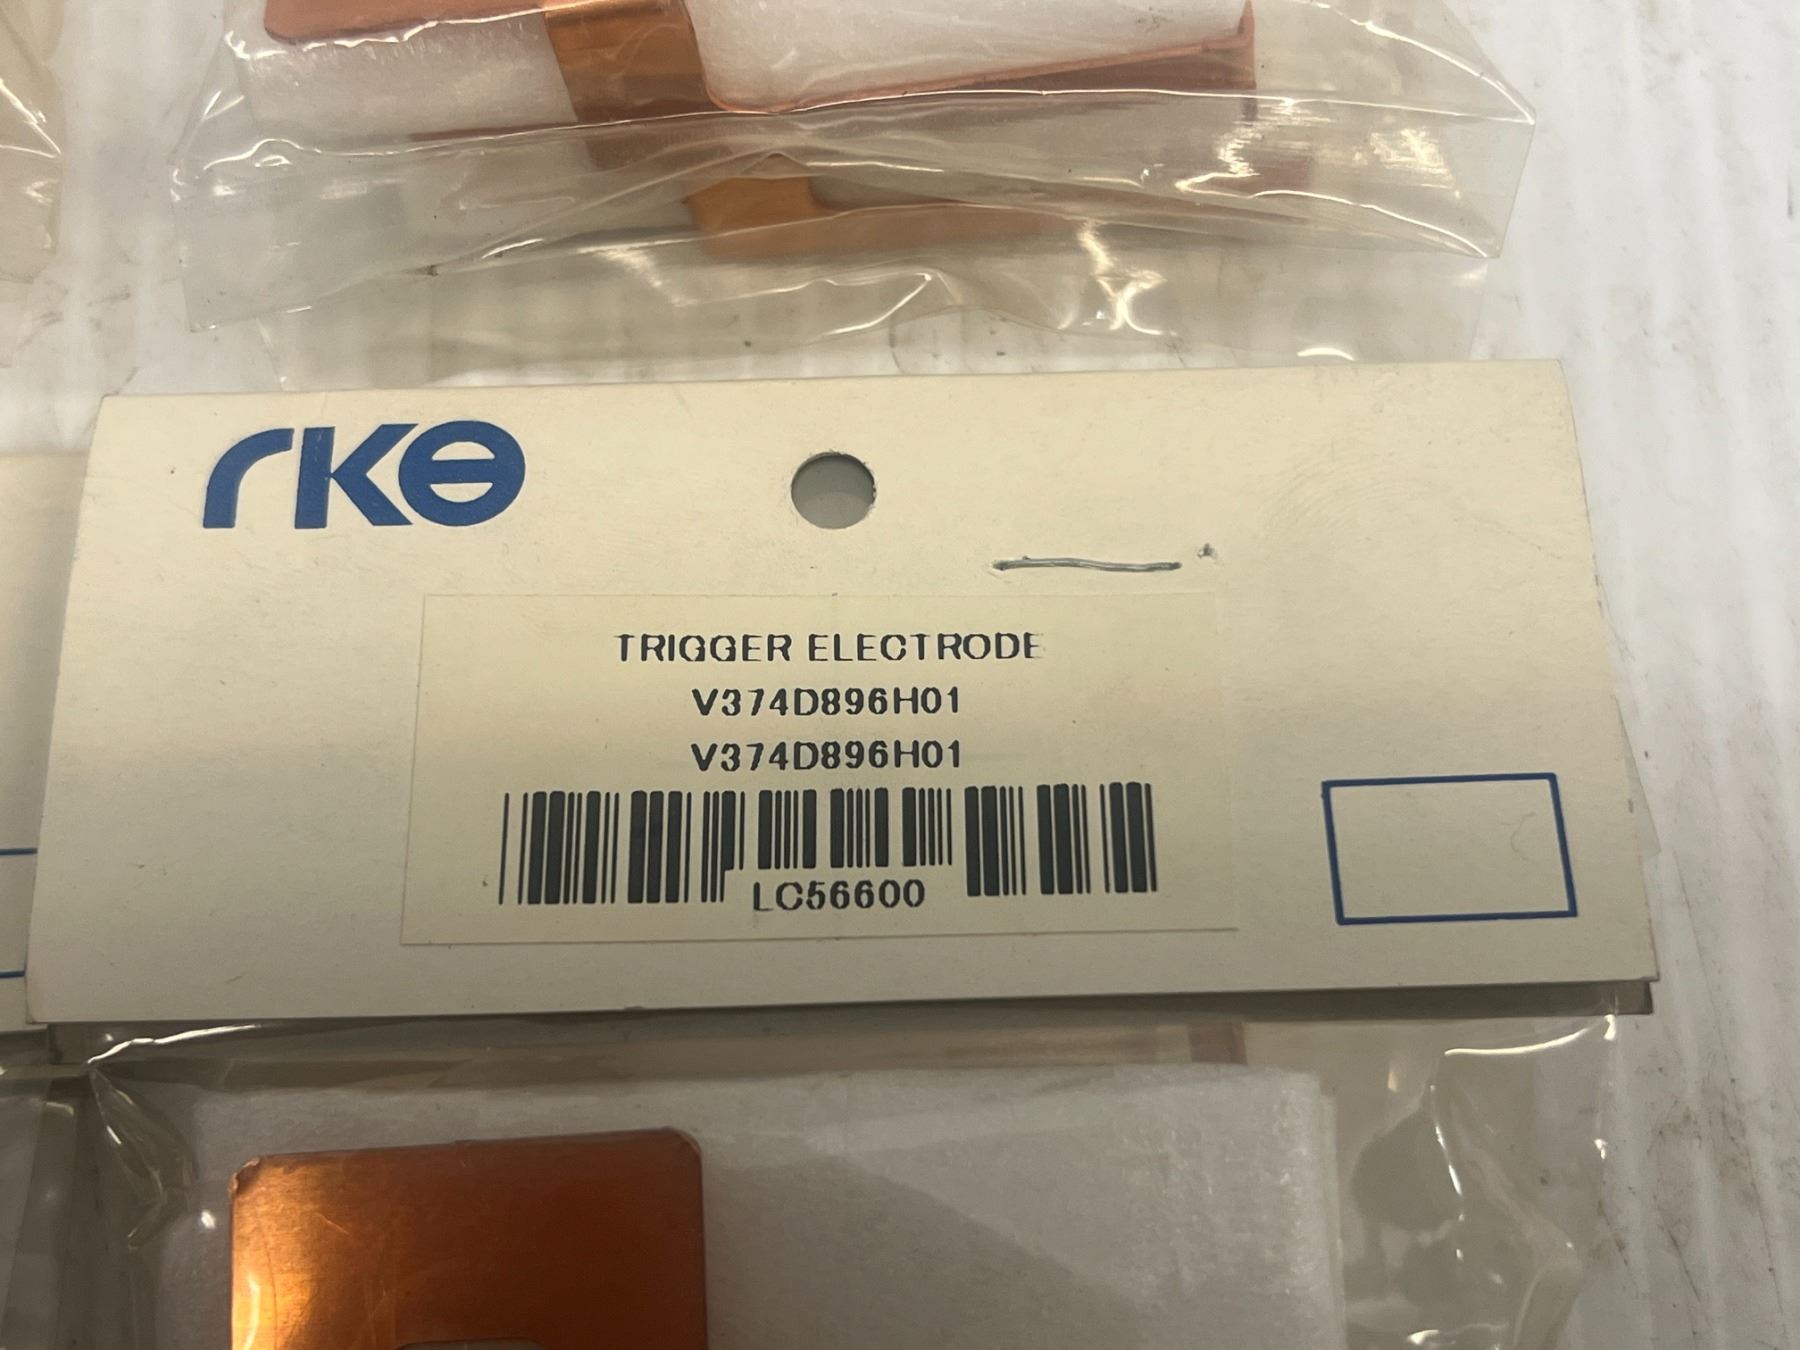 rke
TRIGGER ELECTRODE
V374D896H01
V374D896H01
LC56600